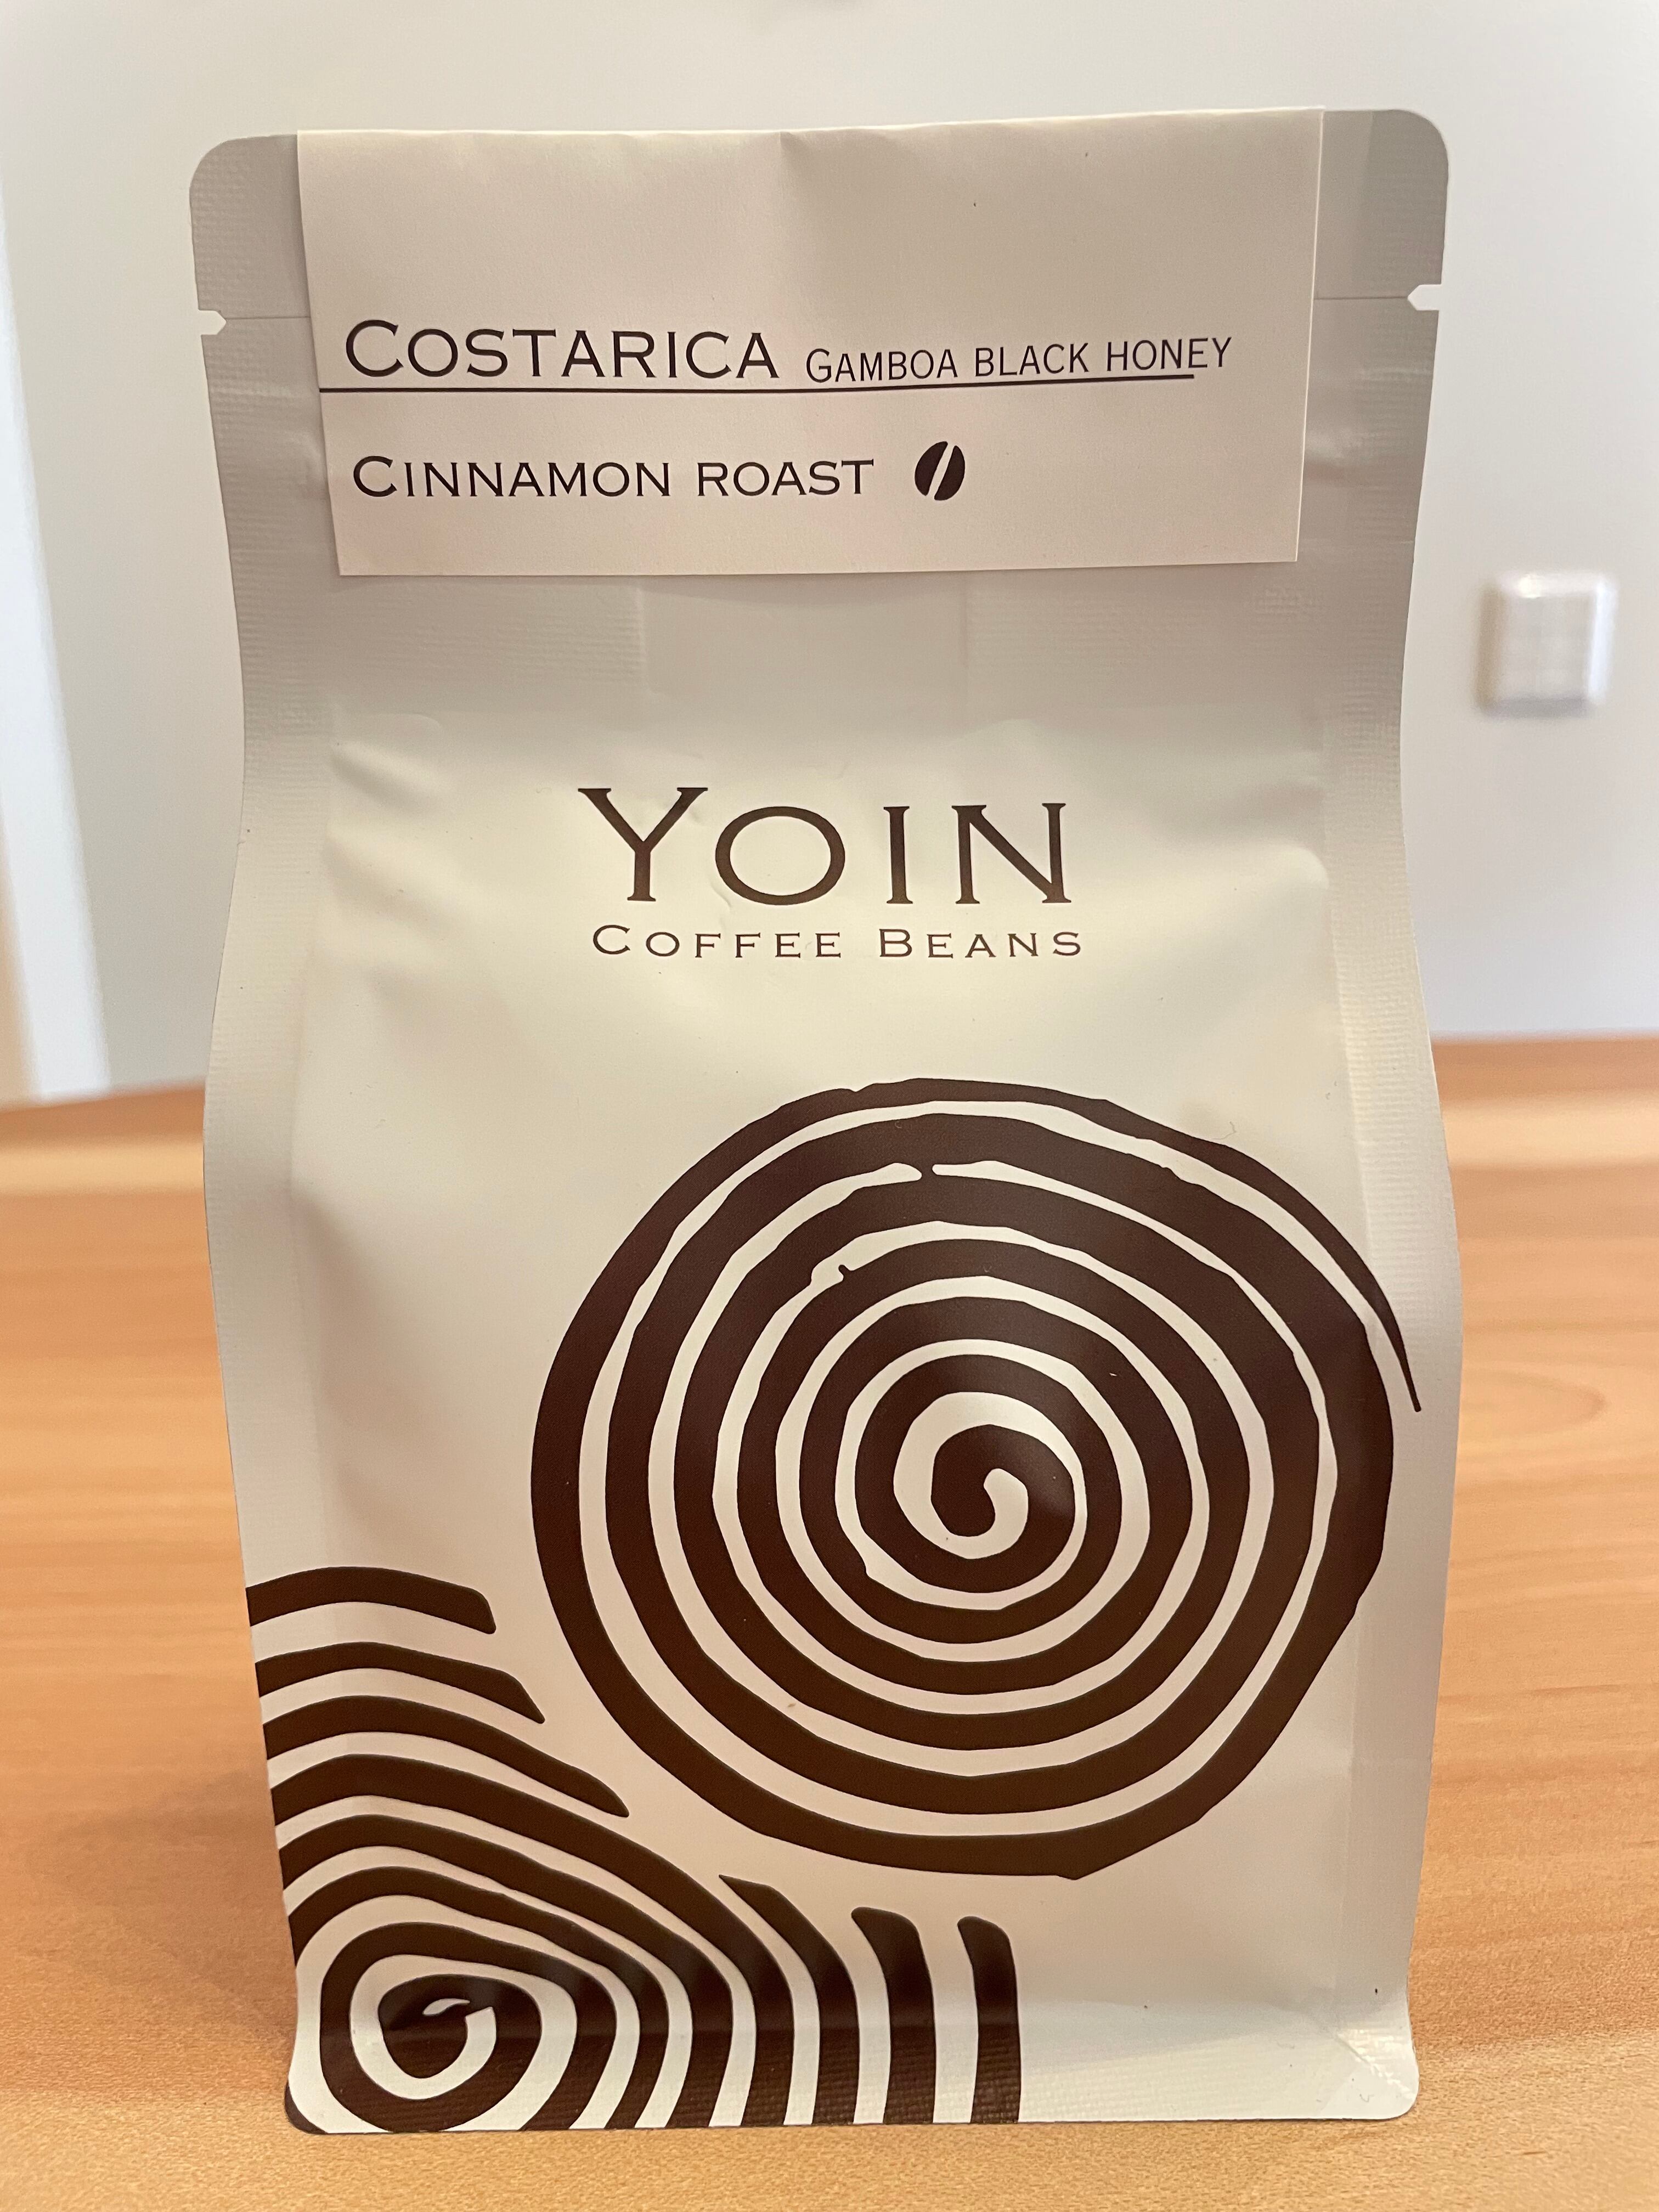 COSTARICA GAMBOA BLACK HONEY
CINNAMON ROAST
YOIN
COFFEE BEANS